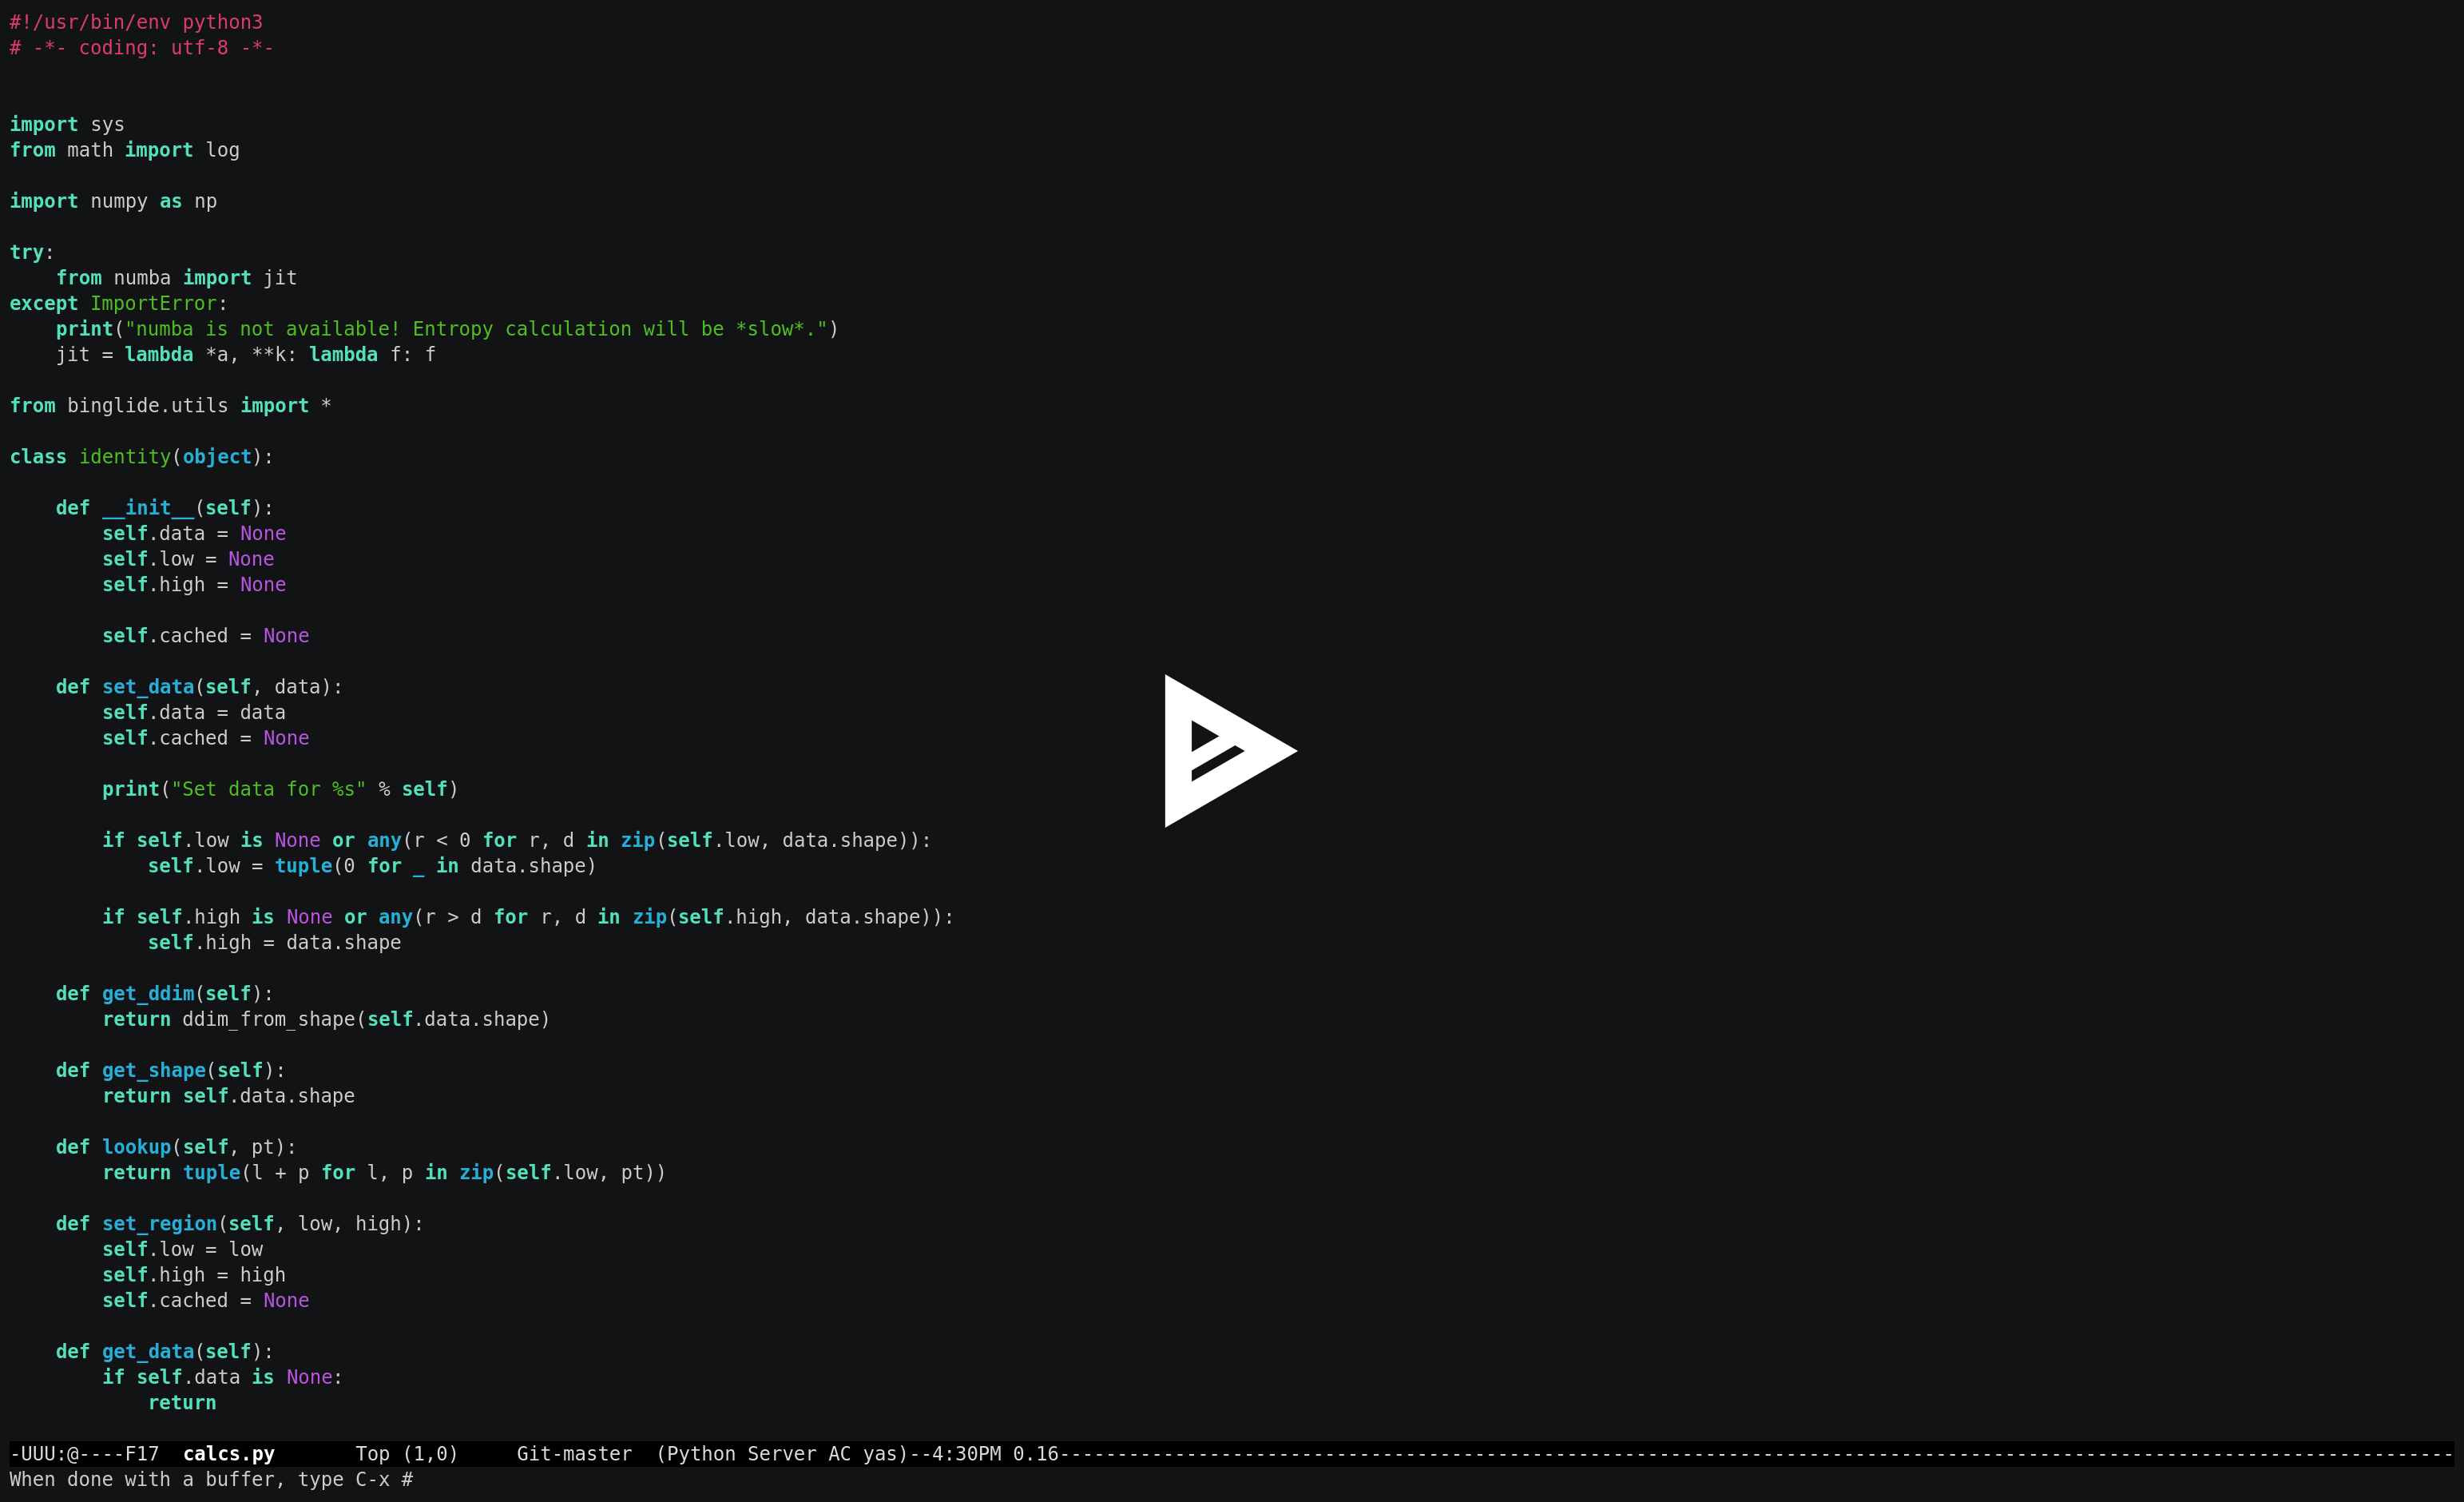 #!/usr/bin/env python3
# -*- coding: utf-8 -*-
import sys
from math import log
import numpy as np
try:
    from numba import jit
except ImportError:
    print("numba is not available! Entropy calculation will be *slow*.")
    jit = lambda *a, **k: lambda f: f
from binglide.utils import *
class identity(object):
    def __init__(self):
        self.data = None
        self.low = None
        self.high = None
        self.cached = None
    def set_data(self, data):
        self.data = data
        self.cached = None
        print("Set data for %s" % self)
        if self.low is None or any(r < 0 for r, d in zip(self.low, data.shape)):
            self.low = tuple(0 for _ in data.shape)
        if self.high is None or any(r > d for r, d in zip(self.high, data.shape)):
            self.high = data.shape
    def get_ddim(self):
        return ddim_from_shape(self.data.shape)
    def get_shape(self):
        return self.data.shape
    def lookup(self, pt):
        return tuple(l + p for l, p in zip(self.low, pt))
    def set_region(self, low, high):
        self.low = low
        self.high = high
        self.cached = None
    def get_data(self):
        if self.data is None:
            return
-UUU:@----F17  calcs.py       Top (1,0)     Git-master  (Python Server AC yas)--4:30PM 0.16-------------------------------------------------------------------------------------------------------------------------
When done with a buffer, type C-x #